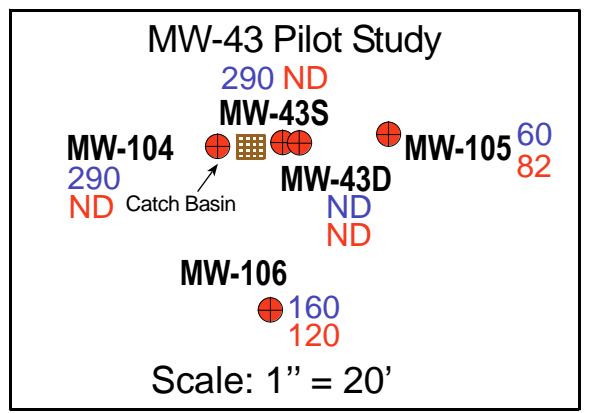 MW-43 Pilot Study
290 ND
MW-43S
MW-104
290
ND
Catch Basin
MW-105
60
82
MW-43D
ND
ND
MW-106
160
120
Scale: 1’’ = 20’